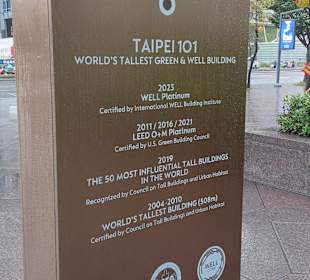 TAIPEI 101
WORLD'S TALLEST GREEN & WELL BUILDING
2023
WELL Platinum
Certified by International WELL Building Institute
2011 / 2016 / 2021
LEED O+M Platinum
Certified by U.S. Green Building Council
2019
THE 50 MOST INFLUENTIAL TALL BUILDINGS
IN THE WORLD
Recognized by Council on Tall Buildings and Urban Habitat
2004-2010
WORLD'S TALLEST BUILDING (508m)
Certified by Council on Tall Buildings and Urban Habitat
WELL